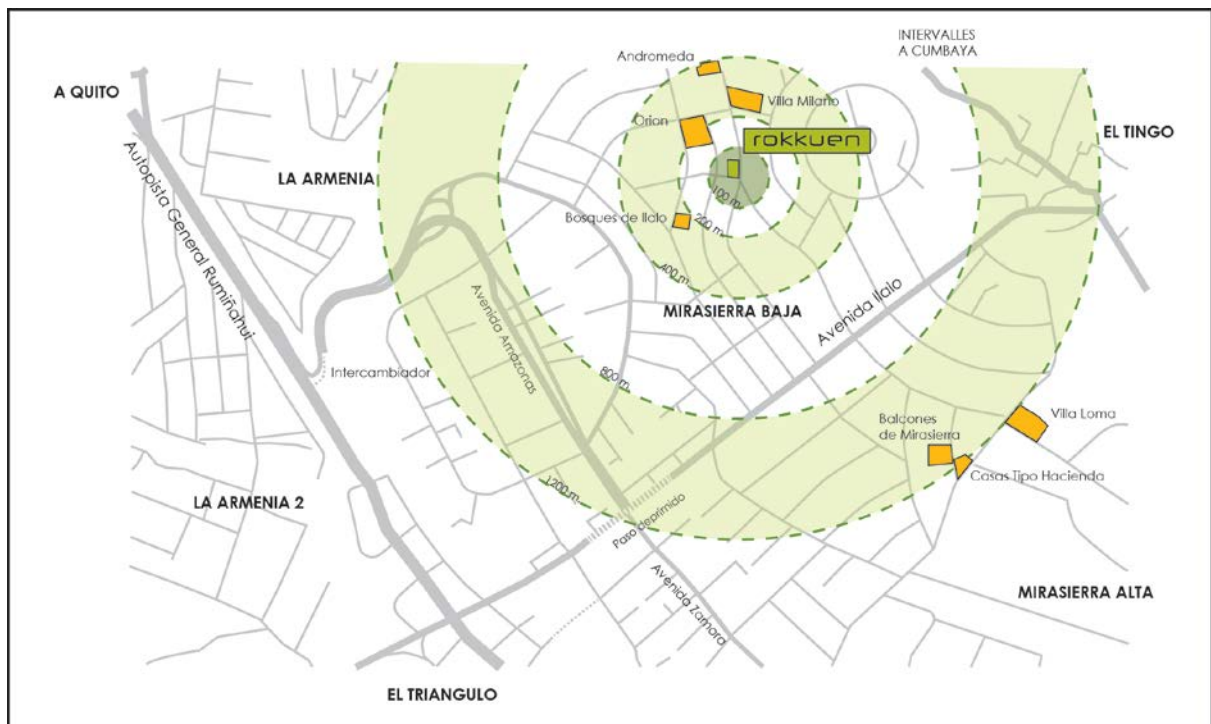 INTERVALLES
A CUMBAYA
Andromeda
A QUITO
Villa Milano
Orion
EL TINGO
rokkuen
LA ARMENIA
100 m.
Autopista General Rumiñahui
Bosques de Ilalo
200 m.
400 m.
MIRASIERRA BAJA
Avenida Ilalo
Avenida Amazonas
Intercambiador
800 m.
Villa Loma
Balcones
de Mirasierra
Casas Tipo Hacienda
1200 m.
LA ARMENIA 2
Paso deprimido
Avenida Zamora
MIRASIERRA ALTA
EL TRIANGULO